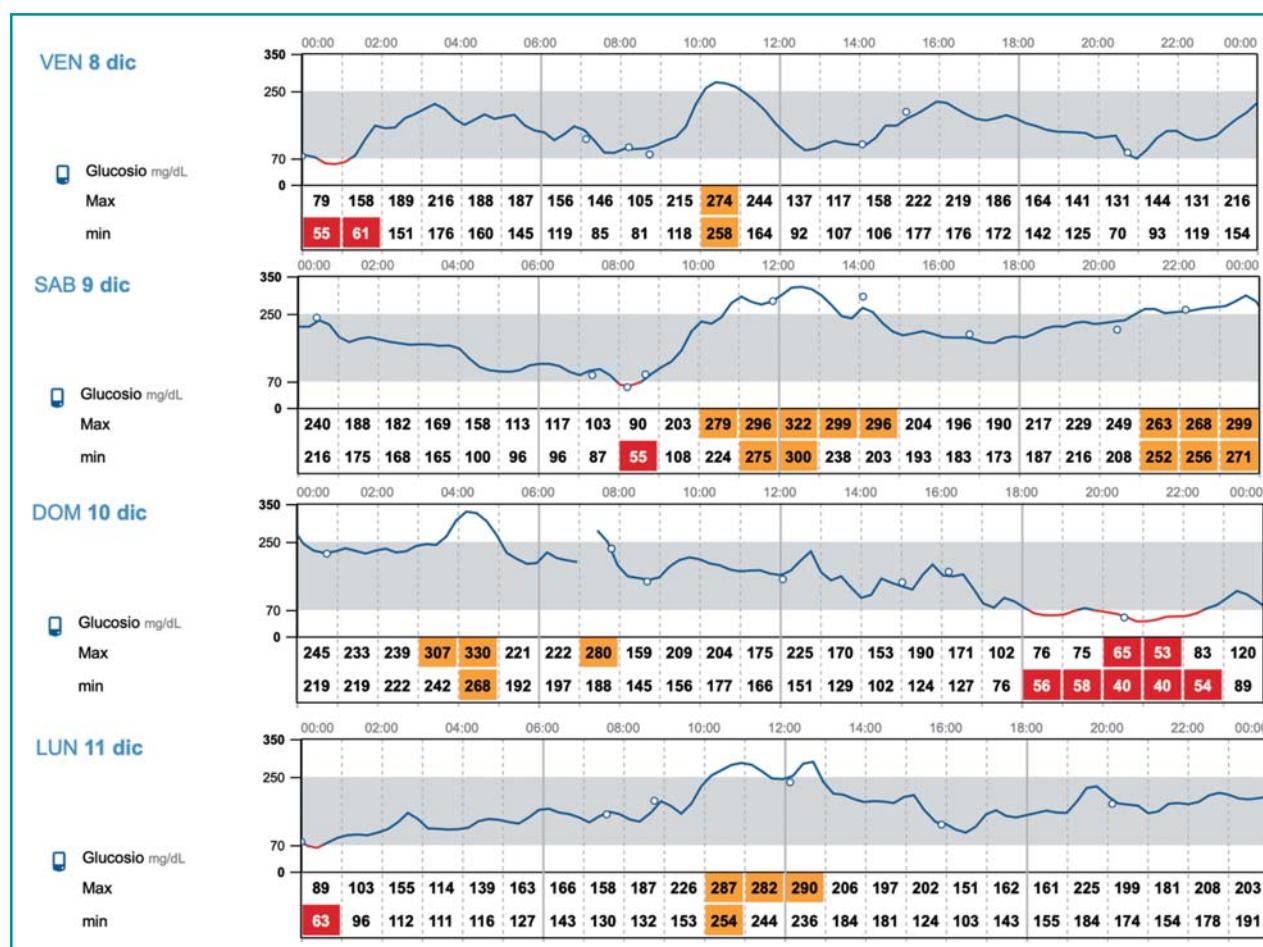 00:00 02:00 04:00 06:00 08:00 10:00 12:00 14:00 16:00 18:00 20:00 22:00 00:00
VEN 8 dic
350
250
70
0
Glucosio mg/dL
Max 79 158 189 216 188 187 156 146 105 215 274 244 137 117 158 222 219 186 164 141 131 144 131 216
min 55 61 151 176 160 145 119 85 81 118 258 164 92 107 106 177 176 172 142 125 70 93 119 154
00:00 02:00 04:00 06:00 08:00 10:00 12:00 14:00 16:00 18:00 20:00 22:00 00:00
SAB 9 dic
350
250
70
0
Glucosio mg/dL
Max 240 188 182 169 158 113 117 103 90 203 279 296 322 299 296 204 196 190 217 229 249 263 268 299
min 216 175 168 165 100 96 96 87 55 108 224 275 300 238 203 193 183 173 187 216 208 252 256 271
00:00 02:00 04:00 06:00 08:00 10:00 12:00 14:00 16:00 18:00 20:00 22:00 00:00
DOM 10 dic
350
250
70
0
Glucosio mg/dL
Max 245 233 239 307 330 221 222 280 159 209 204 175 225 170 153 190 171 102 76 75 65 53 83 120
min 219 219 222 242 268 192 197 188 145 156 177 166 151 129 102 124 127 76 56 58 40 40 54 89
00:00 02:00 04:00 06:00 08:00 10:00 12:00 14:00 16:00 18:00 20:00 22:00 00:00
LUN 11 dic
350
250
70
0
Glucosio mg/dL
Max 89 103 155 114 139 163 166 158 187 226 287 282 290 206 197 202 151 162 161 225 199 181 208 203
min 63 96 112 111 116 127 143 130 132 153 254 244 236 184 181 124 103 143 155 184 174 154 178 191